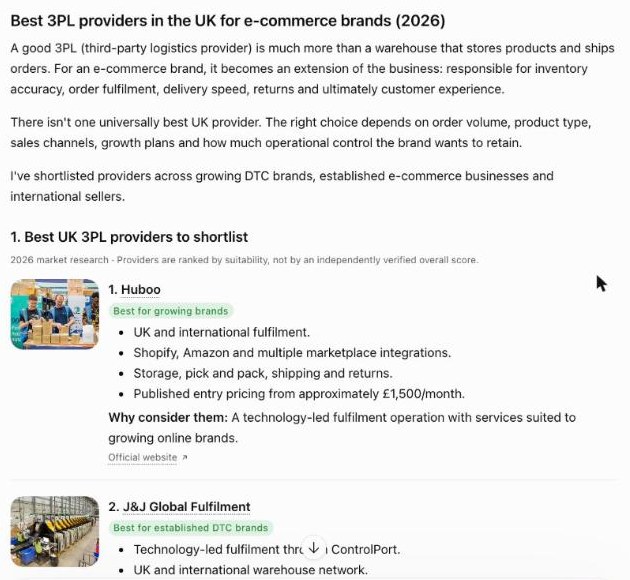 Best 3PL providers in the UK for e-commerce brands (2026)
A good 3PL (third-party logistics provider) is much more than a warehouse that stores products and ships
orders. For an e-commerce brand, it becomes an extension of the business: responsible for inventory
accuracy, order fulfilment, delivery speed, returns and ultimately customer experience.
There isn't one universally best UK provider. The right choice depends on order volume, product type,
sales channels, growth plans and how much operational control the brand wants to retain.
I've shortlisted providers across growing DTC brands, established e-commerce businesses and
international sellers.
1. Best UK 3PL providers to shortlist
2026 market research · Providers are ranked by suitability, not by an independently verified overall score.
1. Huboo
Best for growing brands
• UK and international fulfilment.
• Shopify, Amazon and multiple marketplace integrations.
• Storage, pick and pack, shipping and returns.
• Published entry pricing from approximately £1,500/month.
Why consider them: A technology-led fulfilment operation with services suited to
growing online brands.
Official website ↗
2. J&J Global Fulfilment
Best for established DTC brands
• Technology-led fulfilment ControlPort.
• UK and international warehouse network.